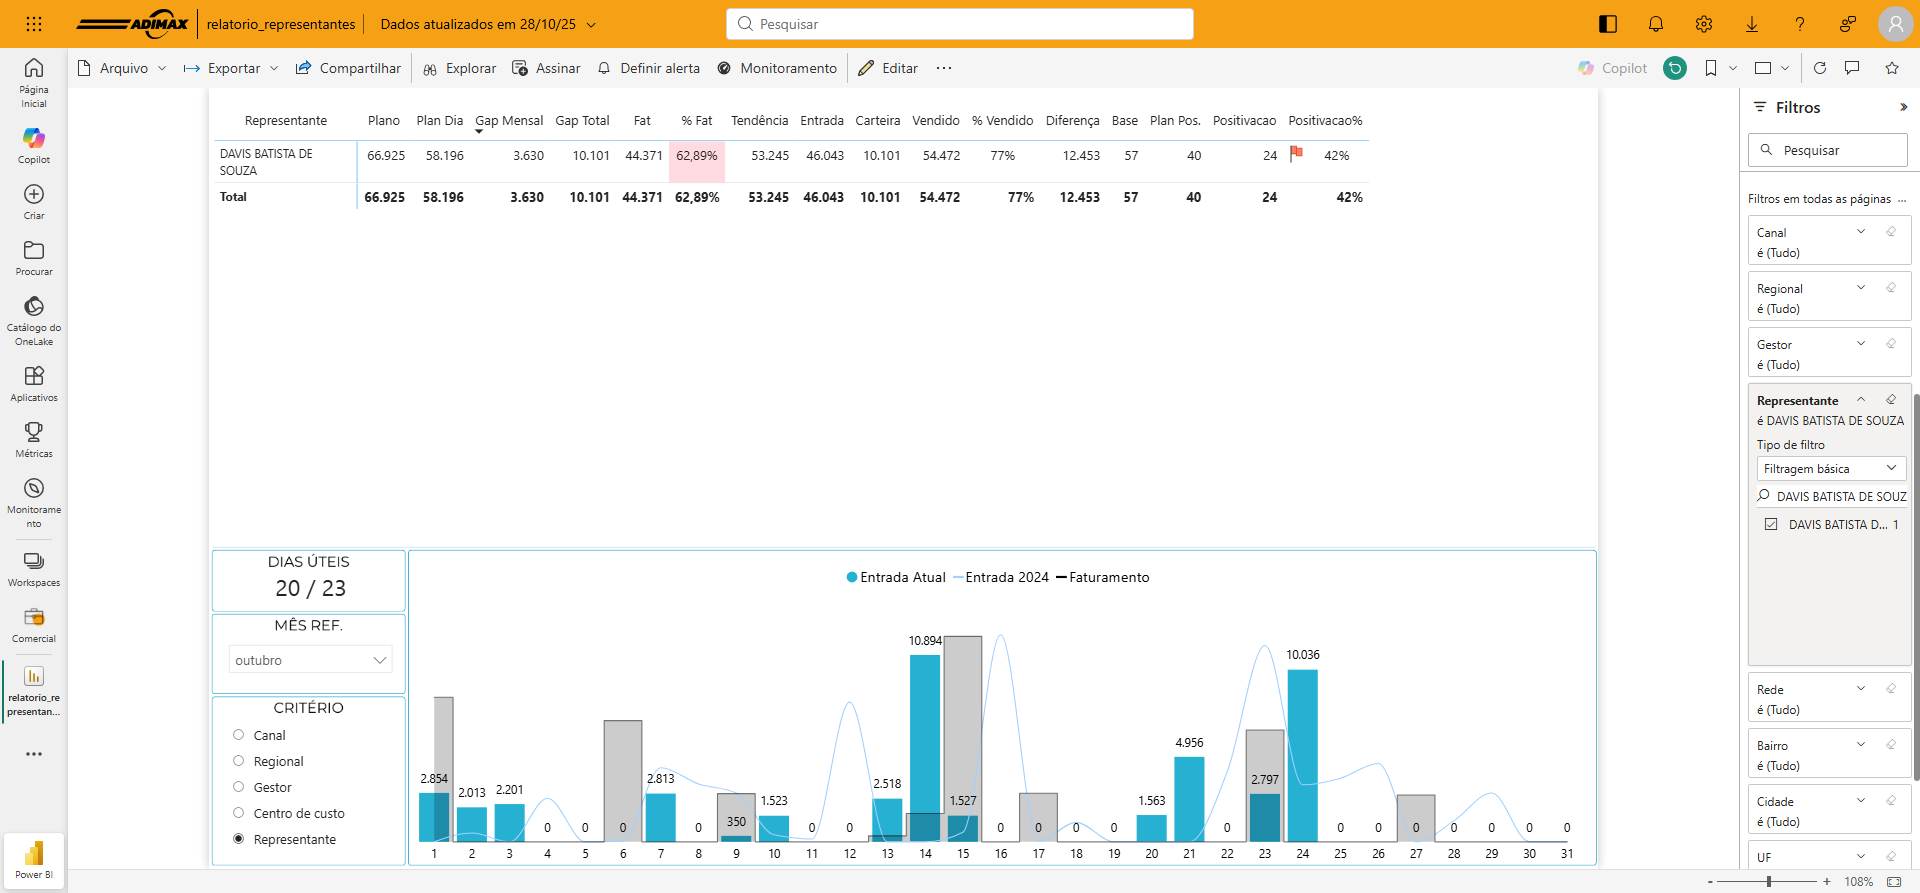 ADIMAX
relatorio_representantes
Dados atualizados em 28/10/25
Pesquisar
Arquivo
Exportar
Compartilhar
Explorar
Assinar
Definir alerta
Monitoramento
Editar
Copilot
Página
Inicial
Copilot
Criar
Procurar
Catálogo do
OneLake
Aplicativos
Métricas
Monitorame
nto
Workspaces
Comercial
relatorio_re
presentan...
Power BI
Representante Plano Plan Dia Gap Mensal Gap Total Fat % Fat Tendência Entrada Carteira Vendido % Vendido Diferença Base Plan Pos. Positivacao Positivacao%
DAVIS BATISTA DE
SOUZA
66.925 58.196 3.630 10.101 44.371 62,89% 53.245 46.043 10.101 54.472 77% 12.453 57 40 24 42%
Total 66.925 58.196 3.630 10.101 44.371 62,89% 53.245 46.043 10.101 54.472 77% 12.453 57 40 24 42%
DIAS ÚTEIS
20 / 23
MÊS REF.
outubro
CRITÉRIO
Canal
Regional
Gestor
Centro de custo
Representante
Entrada Atual Entrada 2024 Faturamento
2.854 2.013 2.201 0 0 0 2.813 0 350 1.523 0 0 2.518 10.894 1.527 0 0 0 0 1.563 4.956 0 2.797 10.036 0 0 0 0 0 0 0
1 2 3 4 5 6 7 8 9 10 11 12 13 14 15 16 17 18 19 20 21 22 23 24 25 26 27 28 29 30 31
Filtros
Pesquisar
Filtros em todas as páginas ...
Canal
é (Tudo)
Regional
é (Tudo)
Gestor
é (Tudo)
Representante
é DAVIS BATISTA DE SOUZA
Tipo de filtro
Filtragem básica
DAVIS BATISTA DE SOUZ
DAVIS BATISTA D... 1
Rede
é (Tudo)
Bairro
é (Tudo)
Cidade
é (Tudo)
UF
- + 108%